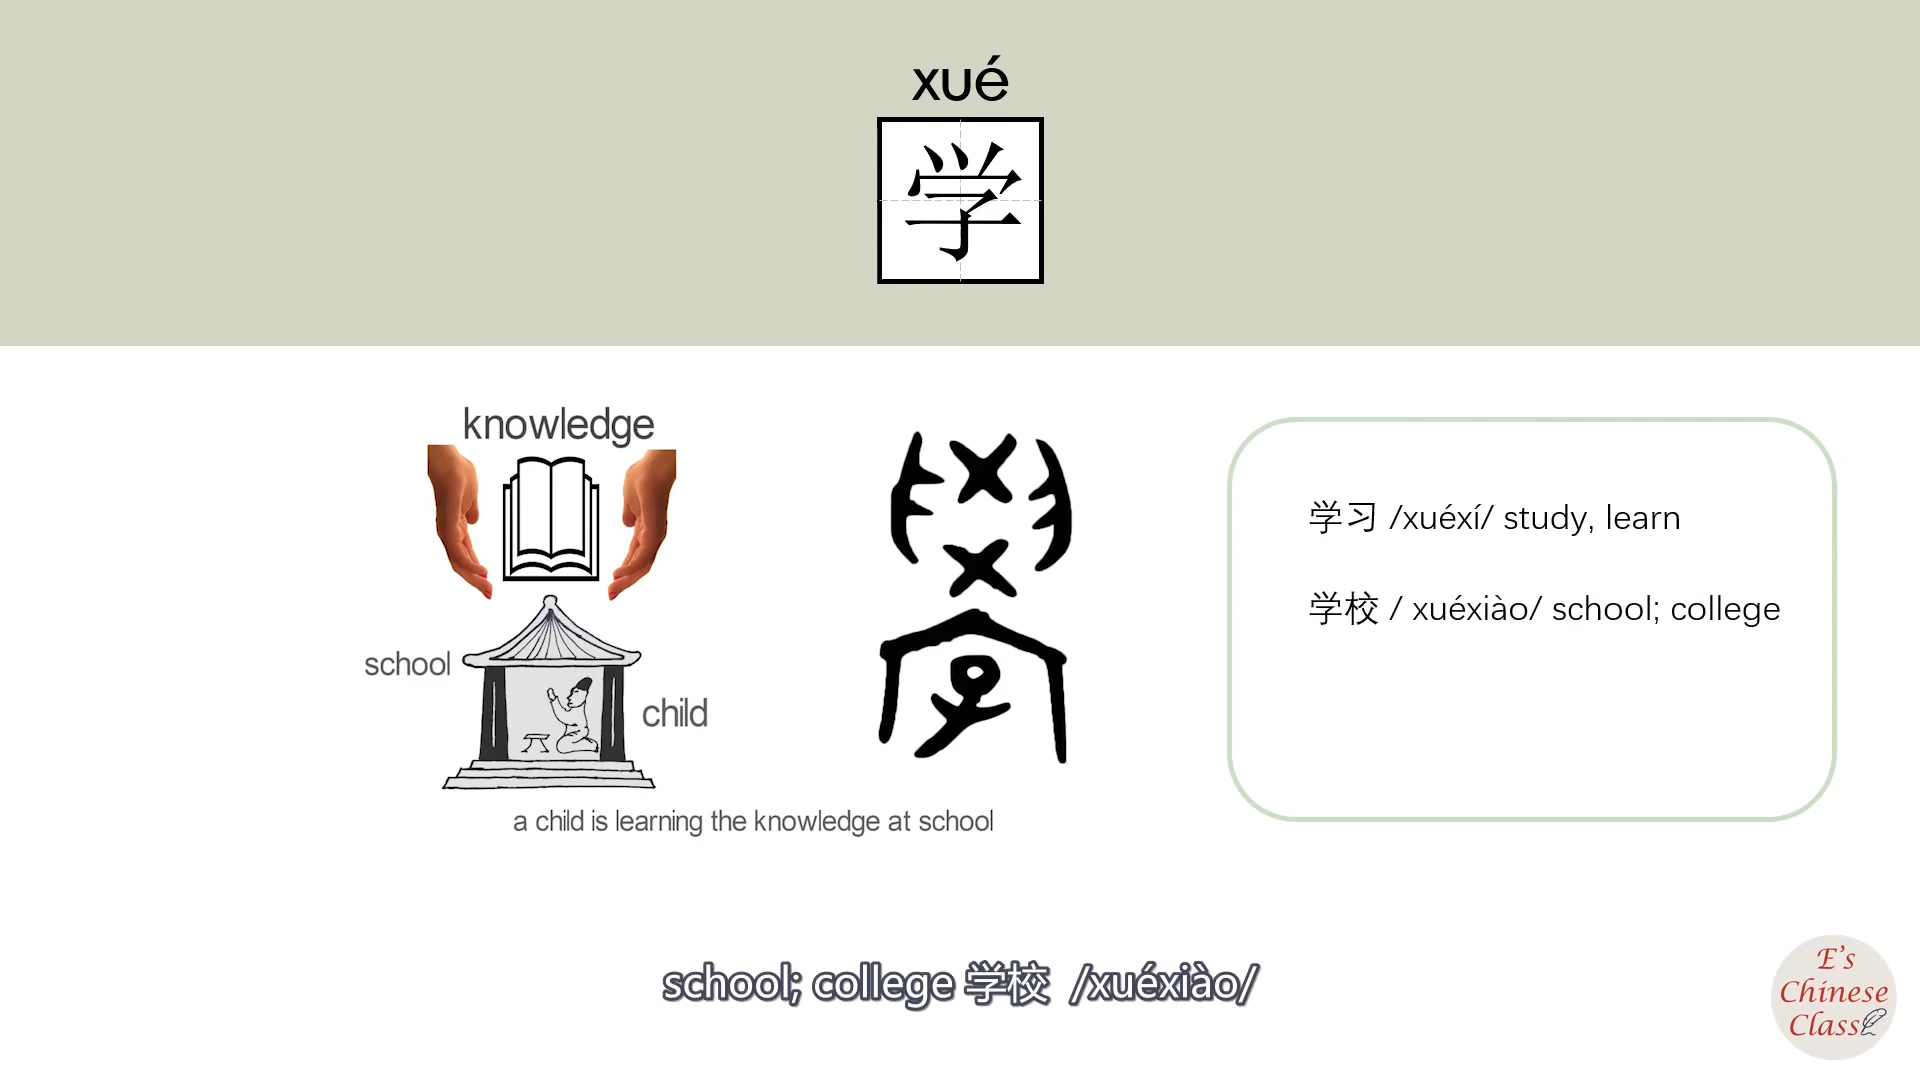 xué
学
knowledge
school
child
a child is learning the knowledge at school
學
学习 /xuéxí/ study, learn
学校 / xuéxiào/ school; college
school; college 学校 /xuéxiào/
E's
Chinese
Class